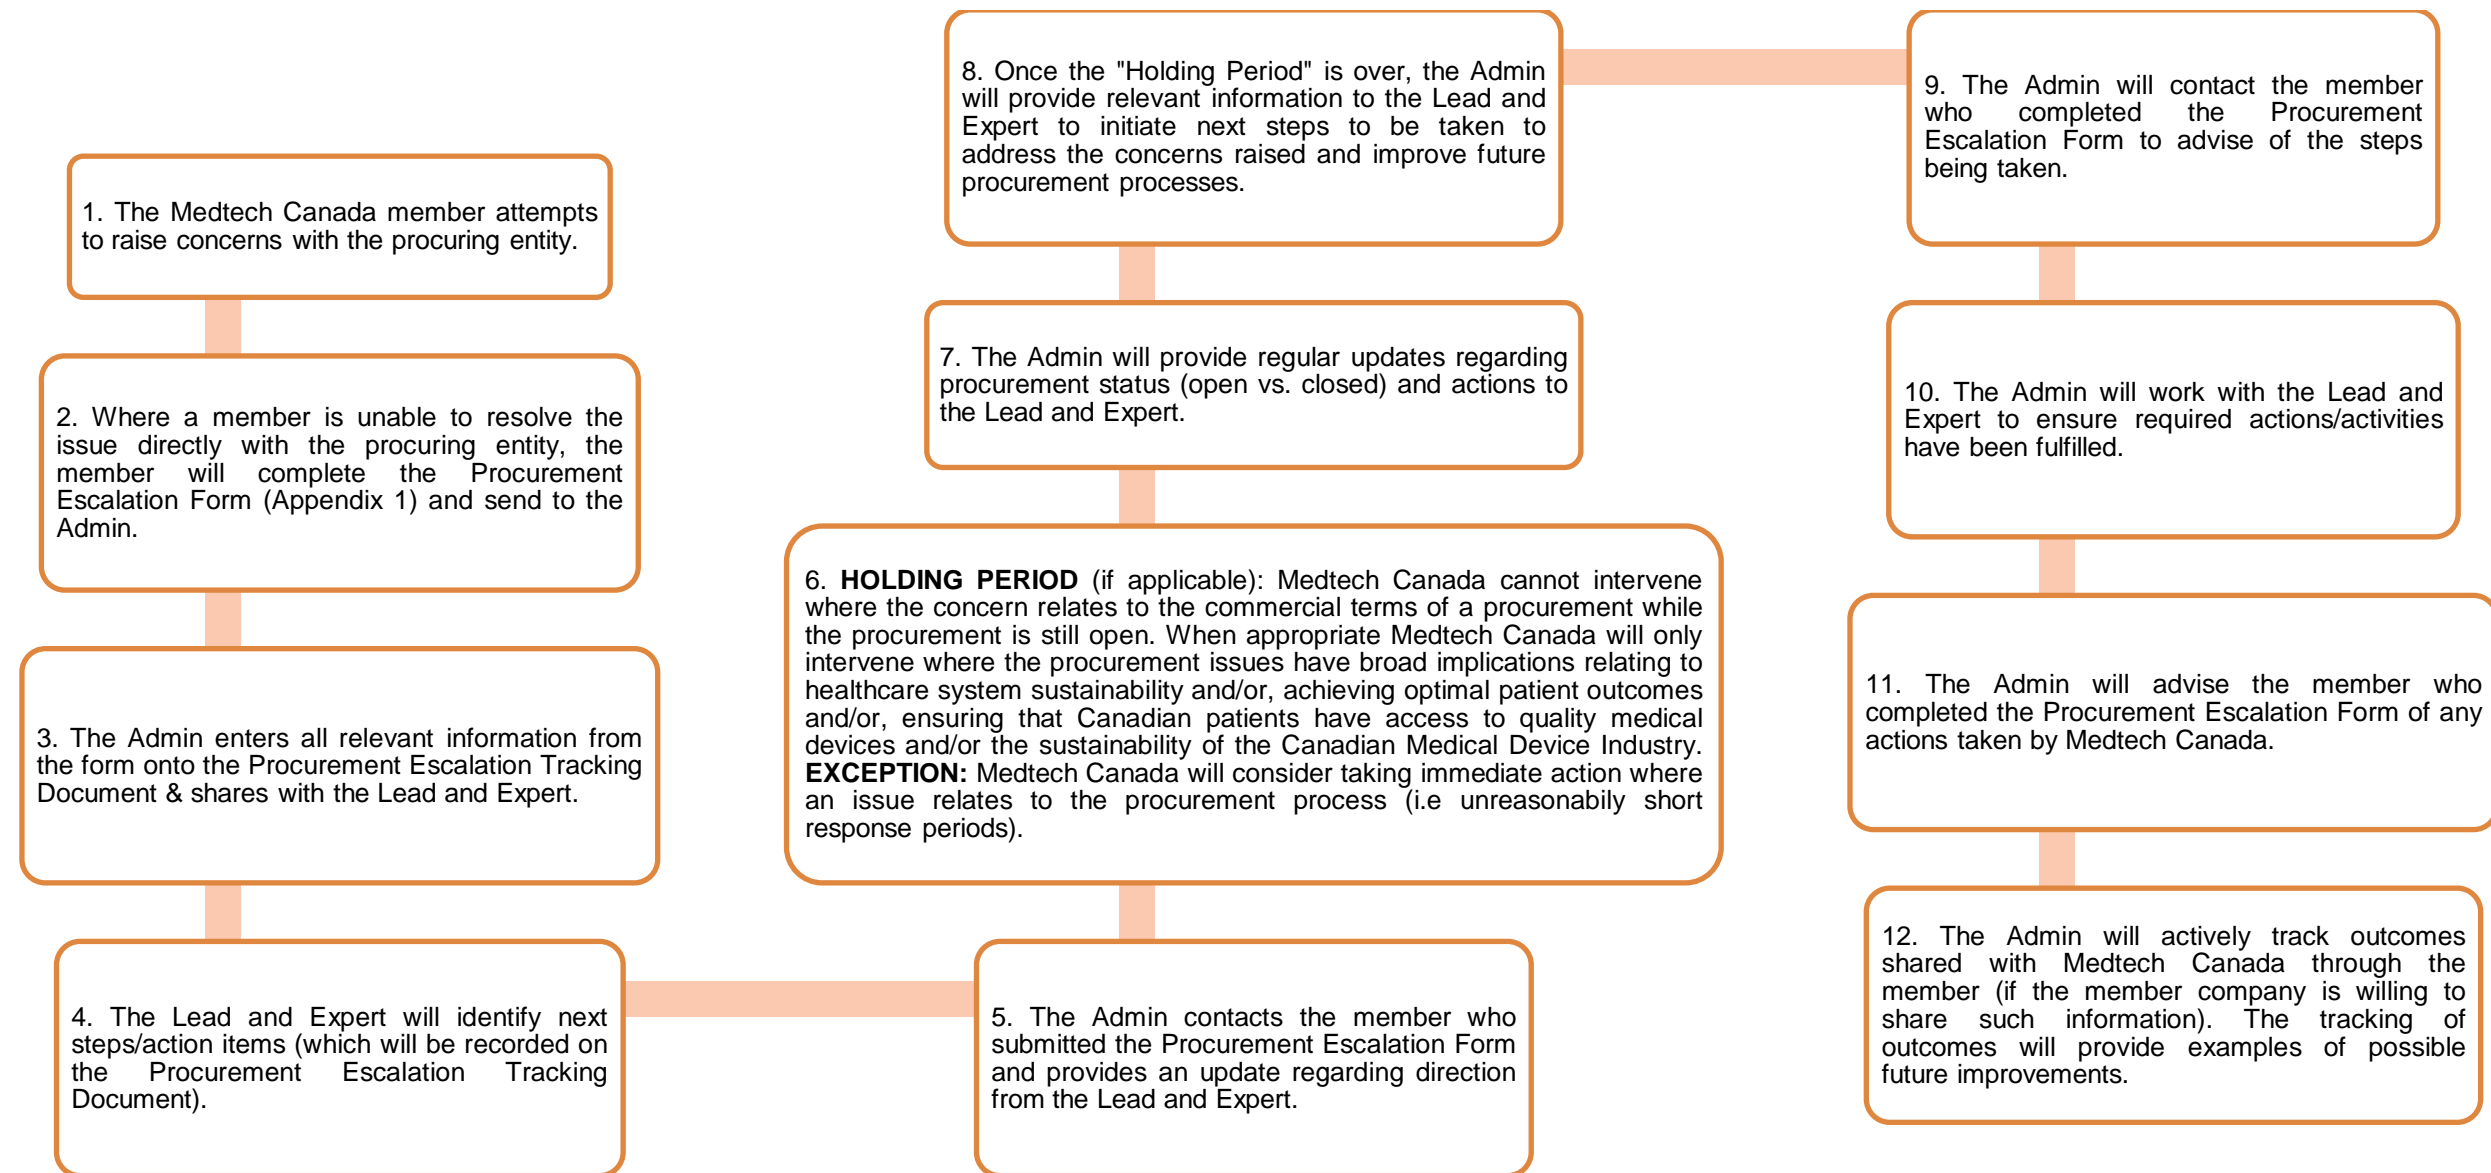 1. The Medtech Canada member attempts
to raise concerns with the procuring entity.
2. Where a member is unable to resolve the
issue directly with the procuring entity, the
member will complete the Procurement
Escalation Form (Appendix 1) and send to the
Admin.
3. The Admin enters all relevant information from
the form onto the Procurement Escalation Tracking
Document & shares with the Lead and Expert.
4. The Lead and Expert will identify next
steps/action items (which will be recorded on
the Procurement Escalation Tracking
Document).
5. The Admin contacts the member who
submitted the Procurement Escalation Form
and provides an update regarding direction
from the Lead and Expert.
6. HOLDING PERIOD (if applicable): Medtech Canada cannot intervene
where the concern relates to the commercial terms of a procurement while
the procurement is still open. When appropriate Medtech Canada will only
intervene where the procurement issues have broad implications relating to
healthcare system sustainability and/or, achieving optimal patient outcomes
and/or, ensuring that Canadian patients have access to quality medical
devices and/or the sustainability of the Canadian Medical Device Industry.
EXCEPTION: Medtech Canada will consider taking immediate action where
an issue relates to the procurement process (i.e unreasonabily short
response periods).
7. The Admin will provide regular updates regarding
procurement status (open vs. closed) and actions to
the Lead and Expert.
8. Once the "Holding Period" is over, the Admin
will provide relevant information to the Lead and
Expert to initiate next steps to be taken to
address the concerns raised and improve future
procurement processes.
9. The Admin will contact the member
who completed the Procurement
Escalation Form to advise of the steps
being taken.
10. The Admin will work with the Lead and
Expert to ensure required actions/activities
have been fulfilled.
11. The Admin will advise the member who
completed the Procurement Escalation Form of any
actions taken by Medtech Canada.
12. The Admin will actively track outcomes
shared with Medtech Canada through the
member (if the member company is willing to
share such information). The tracking of
outcomes will provide examples of possible
future improvements.